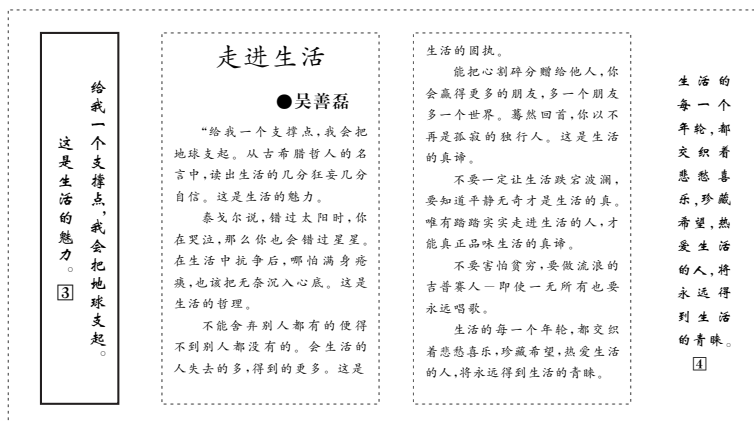 给我一个支撑点，我会把地球支起。
这是生活的魅力。
3
走进生活
●吴善磊
“给我一个支撑点，我会把
地球支起。从古希腊哲人的名
言中，读出生活的几分狂妄几分
自信。这是生活的魅力。
泰戈尔说，错过太阳时，你
在哭泣，那么你也会错过星星。
在生活中抗争后，哪怕满身疮
痍，也该把无奈沉入心底。这是
生活的哲理。
不能舍弃别人都有的便得
不到别人都没有的。会生活的
人失去的多，得到的更多。这是
生活的固执。
能把心割碎分赠给他人，你
会赢得更多的朋友，多一个朋友
多一个世界。蓦然回首，你以不
再是孤寂的独行人。这是生活
的真谛。
不要一定让生活跌宕波澜，
要知道平静无奇才是生活的真。
唯有踏踏实实走进生活的人，才
能真正品味生活的真谛。
不要害怕贫穷，要做流浪的
古普赛人－即使一无所有也要
永远唱歌。
生活的每一个年轮，都交织
着悲愁喜乐，珍藏希望，热爱生活
的人，将永远得到生活的青睐。
生活的
每一个
年轮，都
交织着
悲愁喜
乐，珍藏
希望，热
爱生活
的人，将
永远得
到生活
的青睐。
4